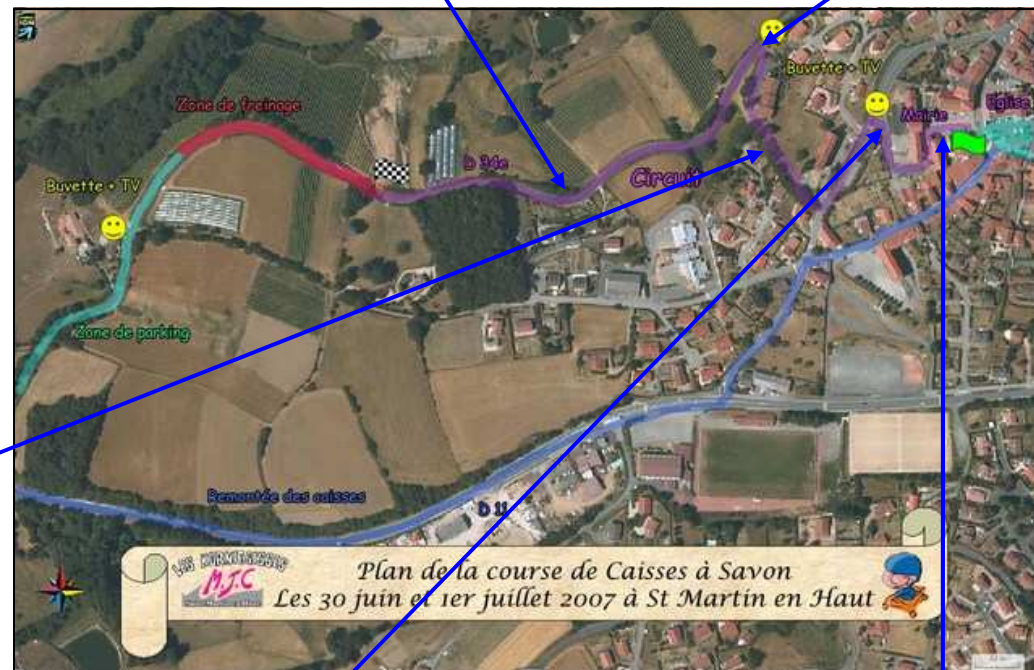 Buvette + TV
Mairie
Eglise
Zone de freinage
D 34e
Circuit
Buvette + TV
Zone de parking
Remontée des caisses
D 11
M.J.C
Plan de la course de Caisses à Savon
Les 30 juin et 1er juillet 2007 à St Martin en Haut